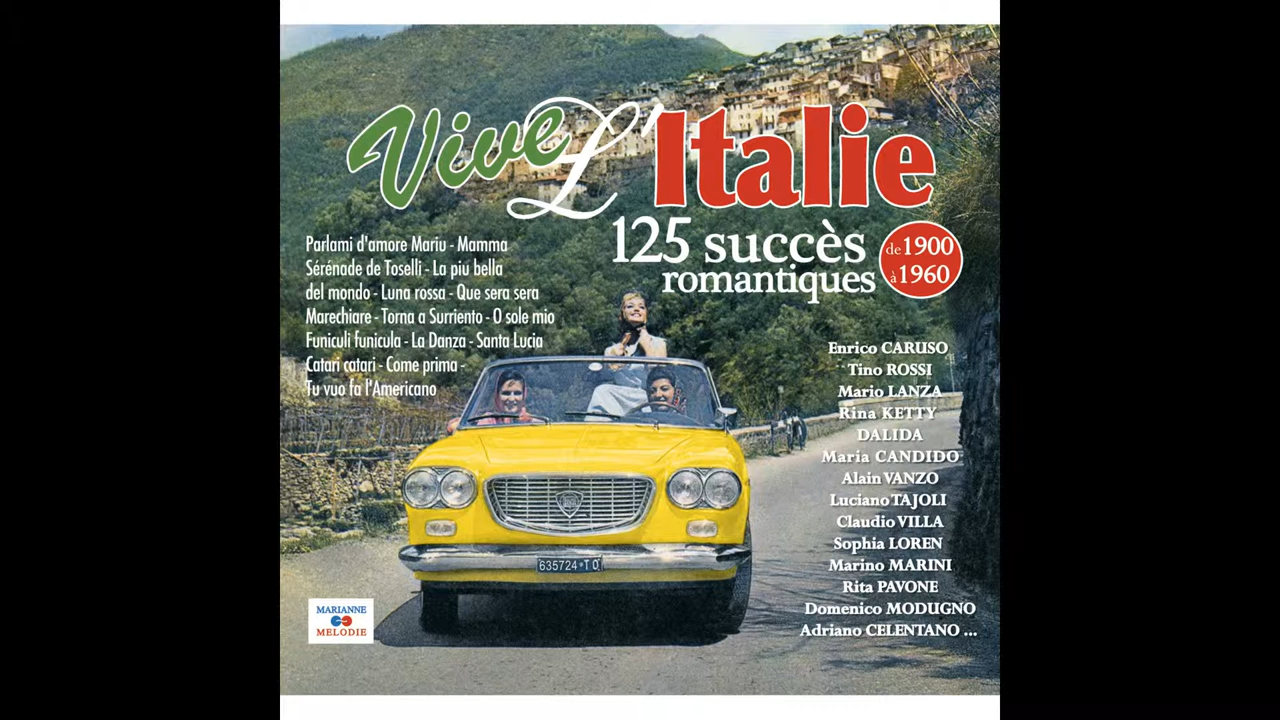 Vive L'Italie
125 succès
romantiques
de 1900
à 1960
Parlami d'amore Mariu - Mamma
Sérénade de Toselli - La piu bella
del mondo - Luna rossa - Que sera sera
Marechiare - Torna a Surriento - O sole mio
Funiculi funicula - La Danza - Santa Lucia
Catari catari - Come prima -
Tu vuo fa l'Americano
Enrico CARUSO
Tino ROSSI
Mario LANZA
Rina KETTY
DALIDA
Maria CANDIDO
Alain VANZO
Luciano TAJOLI
Claudio VILLA
Sophia LOREN
Marino MARINI
Rita PAVONE
Domenico MODUGNO
Adriano CELENTANO ...
635724 TO
MARIANNE
MELODIE